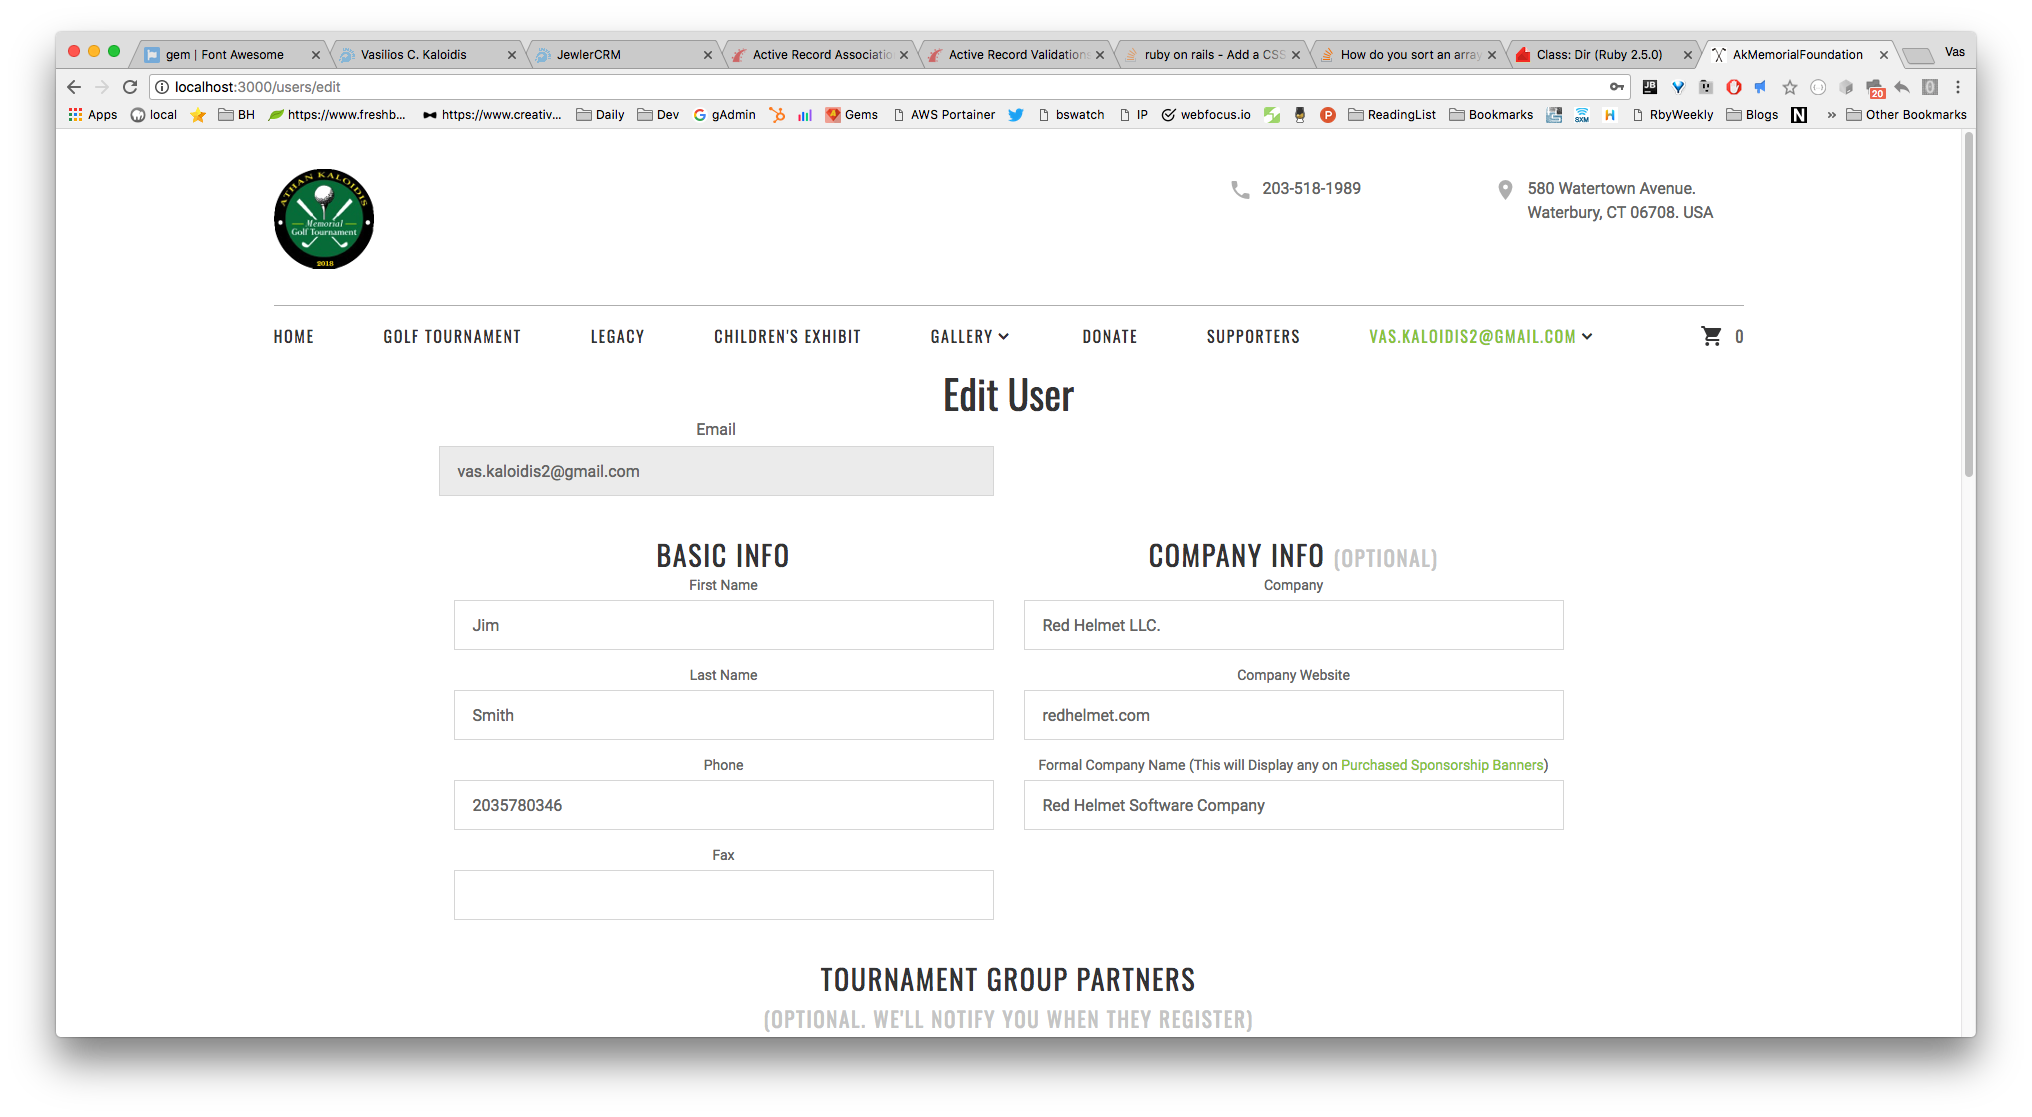 gem | Font Awesome
Vasilios C. Kaloidis
JewlerCRM
Active Record Associatio
Active Record Validations
ruby on rails - Add a CSS
How do you sort an array
Class: Dir (Ruby 2.5.0)
AkMemorialFoundation
Vas
localhost:3000/users/edit
JB
20
0
Apps
local
BH
https://www.freshb...
https://www.creativ...
Daily
Dev
gAdmin
Gems
AWS Portainer
bswatch
IP
webfocus.io
ReadingList
Bookmarks
SXM
H
RbyWeekly
Blogs
N
»
Other Bookmarks
ATHAN KALOIDIS
Memorial
Golf Tournament
2018
203-518-1989
580 Watertown Avenue.
Waterbury, CT 06708. USA
HOME
GOLF TOURNAMENT
LEGACY
CHILDREN'S EXHIBIT
GALLERY
DONATE
SUPPORTERS
VAS.KALOIDIS2@GMAIL.COM
0
Edit User
Email
vas.kaloidis2@gmail.com
BASIC INFO
First Name
Jim
Last Name
Smith
Phone
2035780346
Fax
COMPANY INFO (OPTIONAL)
Company
Red Helmet LLC.
Company Website
redhelmet.com
Formal Company Name (This will Display any on Purchased Sponsorship Banners)
Red Helmet Software Company
TOURNAMENT GROUP PARTNERS
(OPTIONAL. WE'LL NOTIFY YOU WHEN THEY REGISTER)